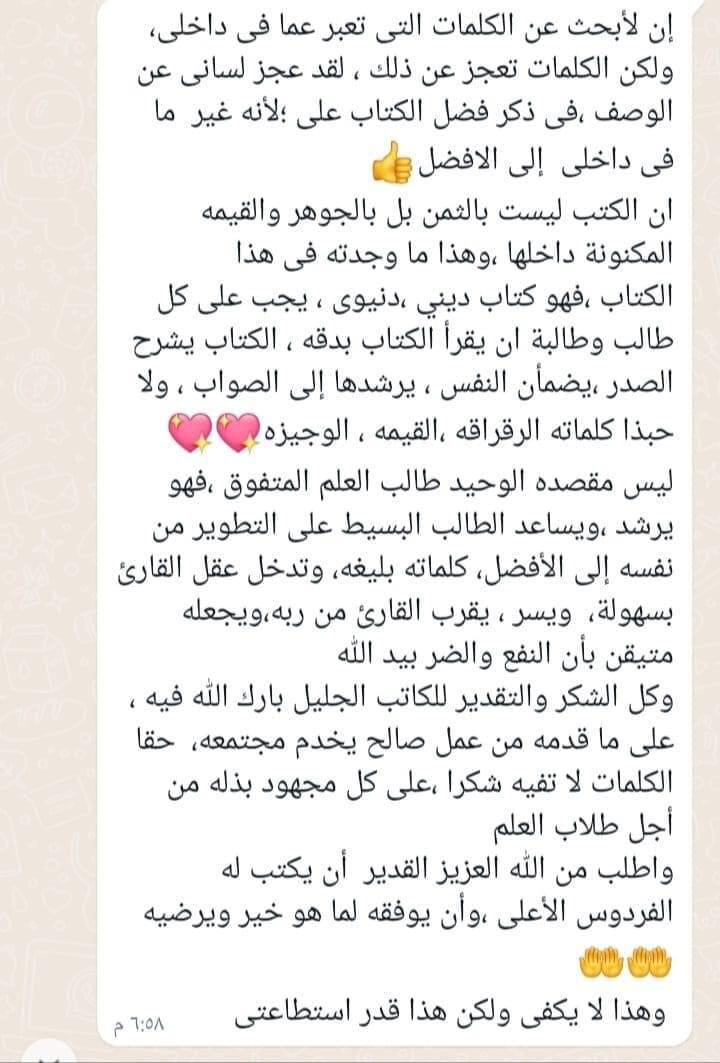 إن لأبحث عن الكلمات التى تعبر عما فى داخلى،
ولكن الكلمات تعجز عن ذلك ، لقد عجز لسانى عن
الوصف ،فى ذكر فضل الكتاب على ؛لأنه غير ما
فى داخلى إلى الافضل👍
ان الكتب ليست بالثمن بل بالجوهر والقيمه
المكنونة داخلها ،وهذا ما وجدته فى هذا
الكتاب ،فهو كتاب ديني ،دنيوى ، يجب على كل
طالب وطالبة ان يقرأ الكتاب بدقه ، الكتاب يشرح
الصدر ،يضمأن النفس ، يرشدها إلى الصواب ، ولا
حبذا كلماته الرقراقه ،القيمه ، الوجيزه💖💖
ليس مقصده الوحيد طالب العلم المتفوق ،فهو
يرشد ،ويساعد الطالب البسيط على التطوير من
نفسه إلى الأفضل، كلماته بليغه، وتدخل عقل القارئ
بسهولة، ويسر ، يقرب القارئ من ربه،ويجعله
متيقن بأن النفع والضر بيد الله
وكل الشكر والتقدير للكاتب الجليل بارك الله فيه ،
على ما قدمه من عمل صالح يخدم مجتمعه، حقا
الكلمات لا تفيه شكرا ،على كل مجهود بذله من
أجل طلاب العلم
واطلب من الله العزيز القدير أن يكتب له
الفردوس الأعلى ،وأن يوفقه لما هو خير ويرضيه
🤲🤲
وهذا لا يكفى ولكن هذا قدر استطاعتى
٦:٥٨ م